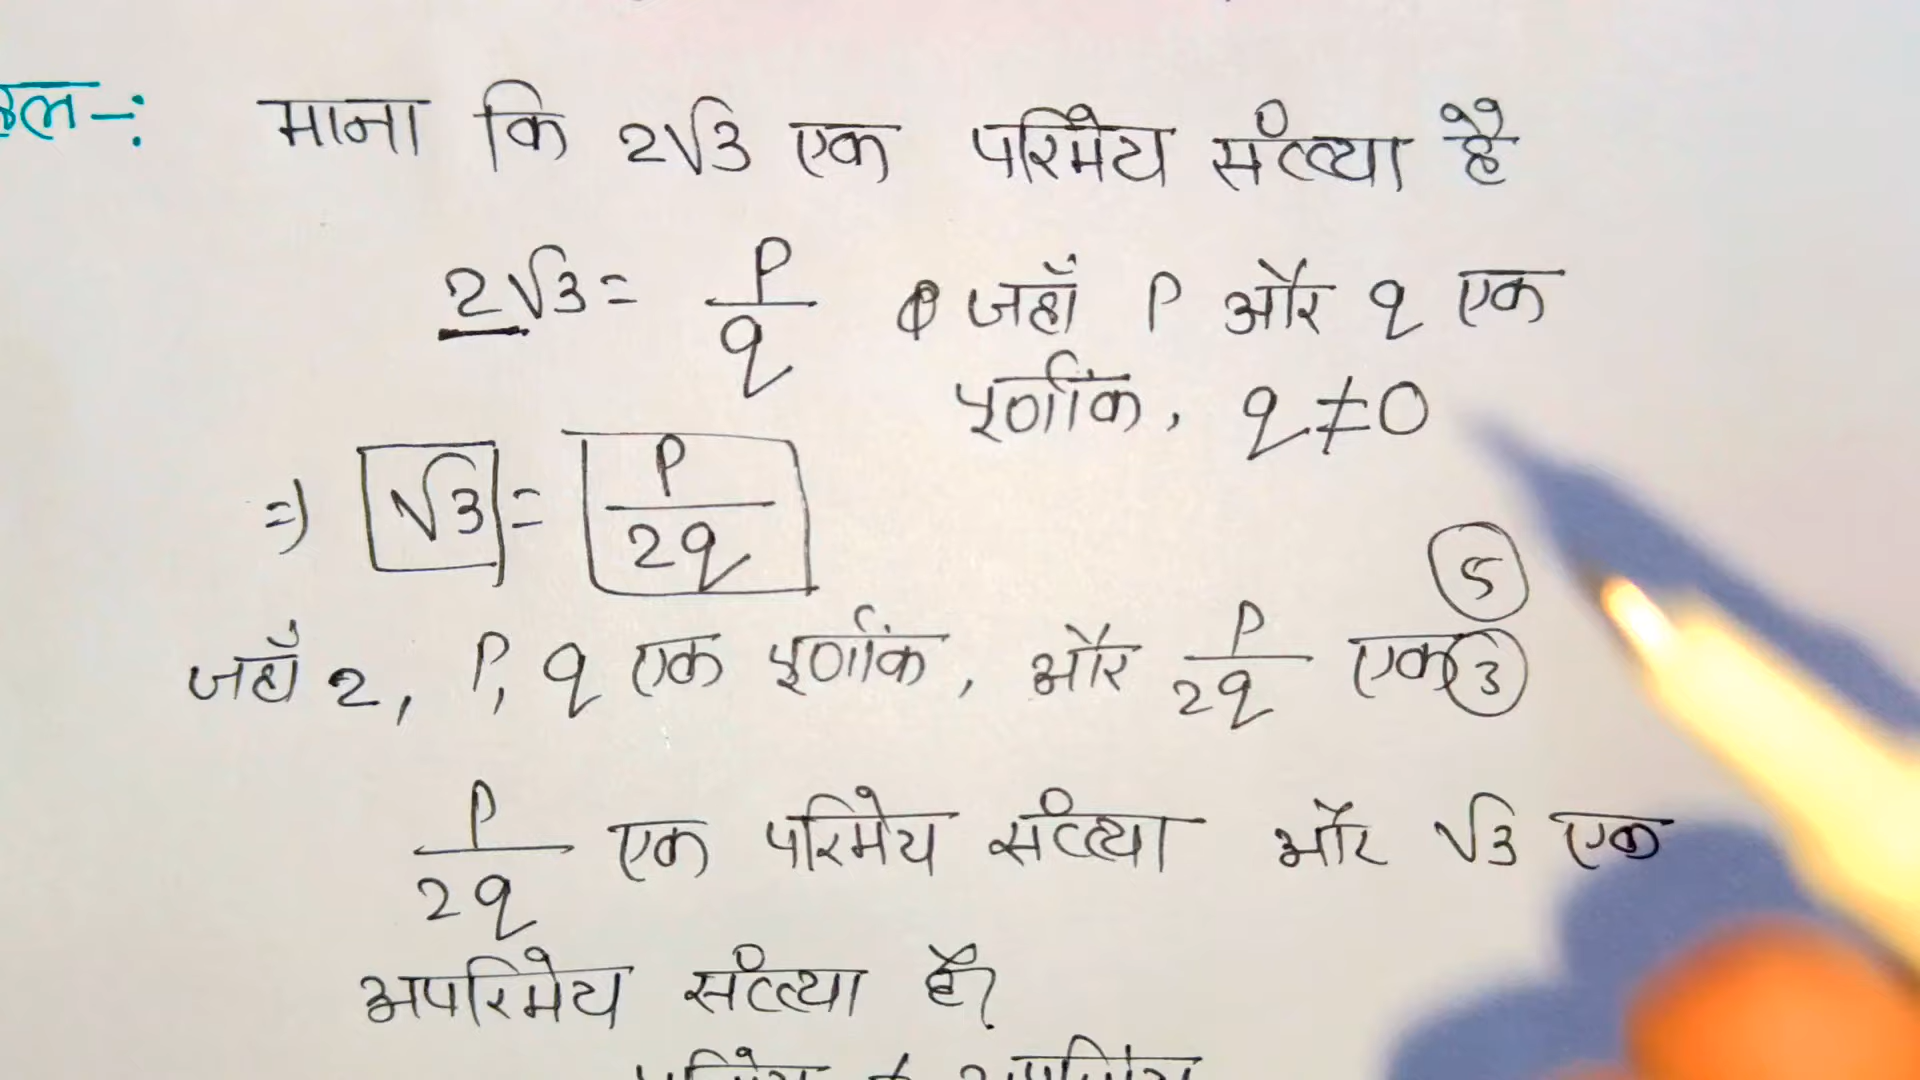 हल-:
माना कि 2√3 एक परिमेय संख्या है
2√3 = p/q जहाँ p और q एक
पूर्णांक, q ≠ 0
=) √3 = p/2q
5
जहाँ 2, p, q एक पूर्णांक, और p/2q एक 3
p/2q एक परिमेय संख्या और √3 एक
अपरिमेय संख्या है।